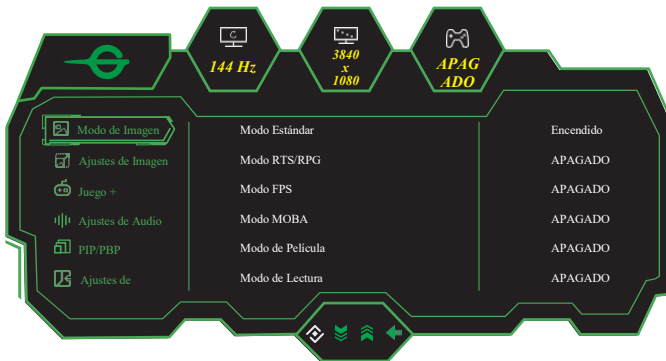 144 Hz
3840
x
1080
APAG
ADO
Modo de Imagen
Modo Estándar
Encendido
Ajustes de Imagen
Modo RTS/RPG
APAGADO
Juego +
Modo FPS
APAGADO
Ajustes de Audio
Modo MOBA
APAGADO
PIP/PBP
Modo de Película
APAGADO
Ajustes de
Modo de Lectura
APAGADO